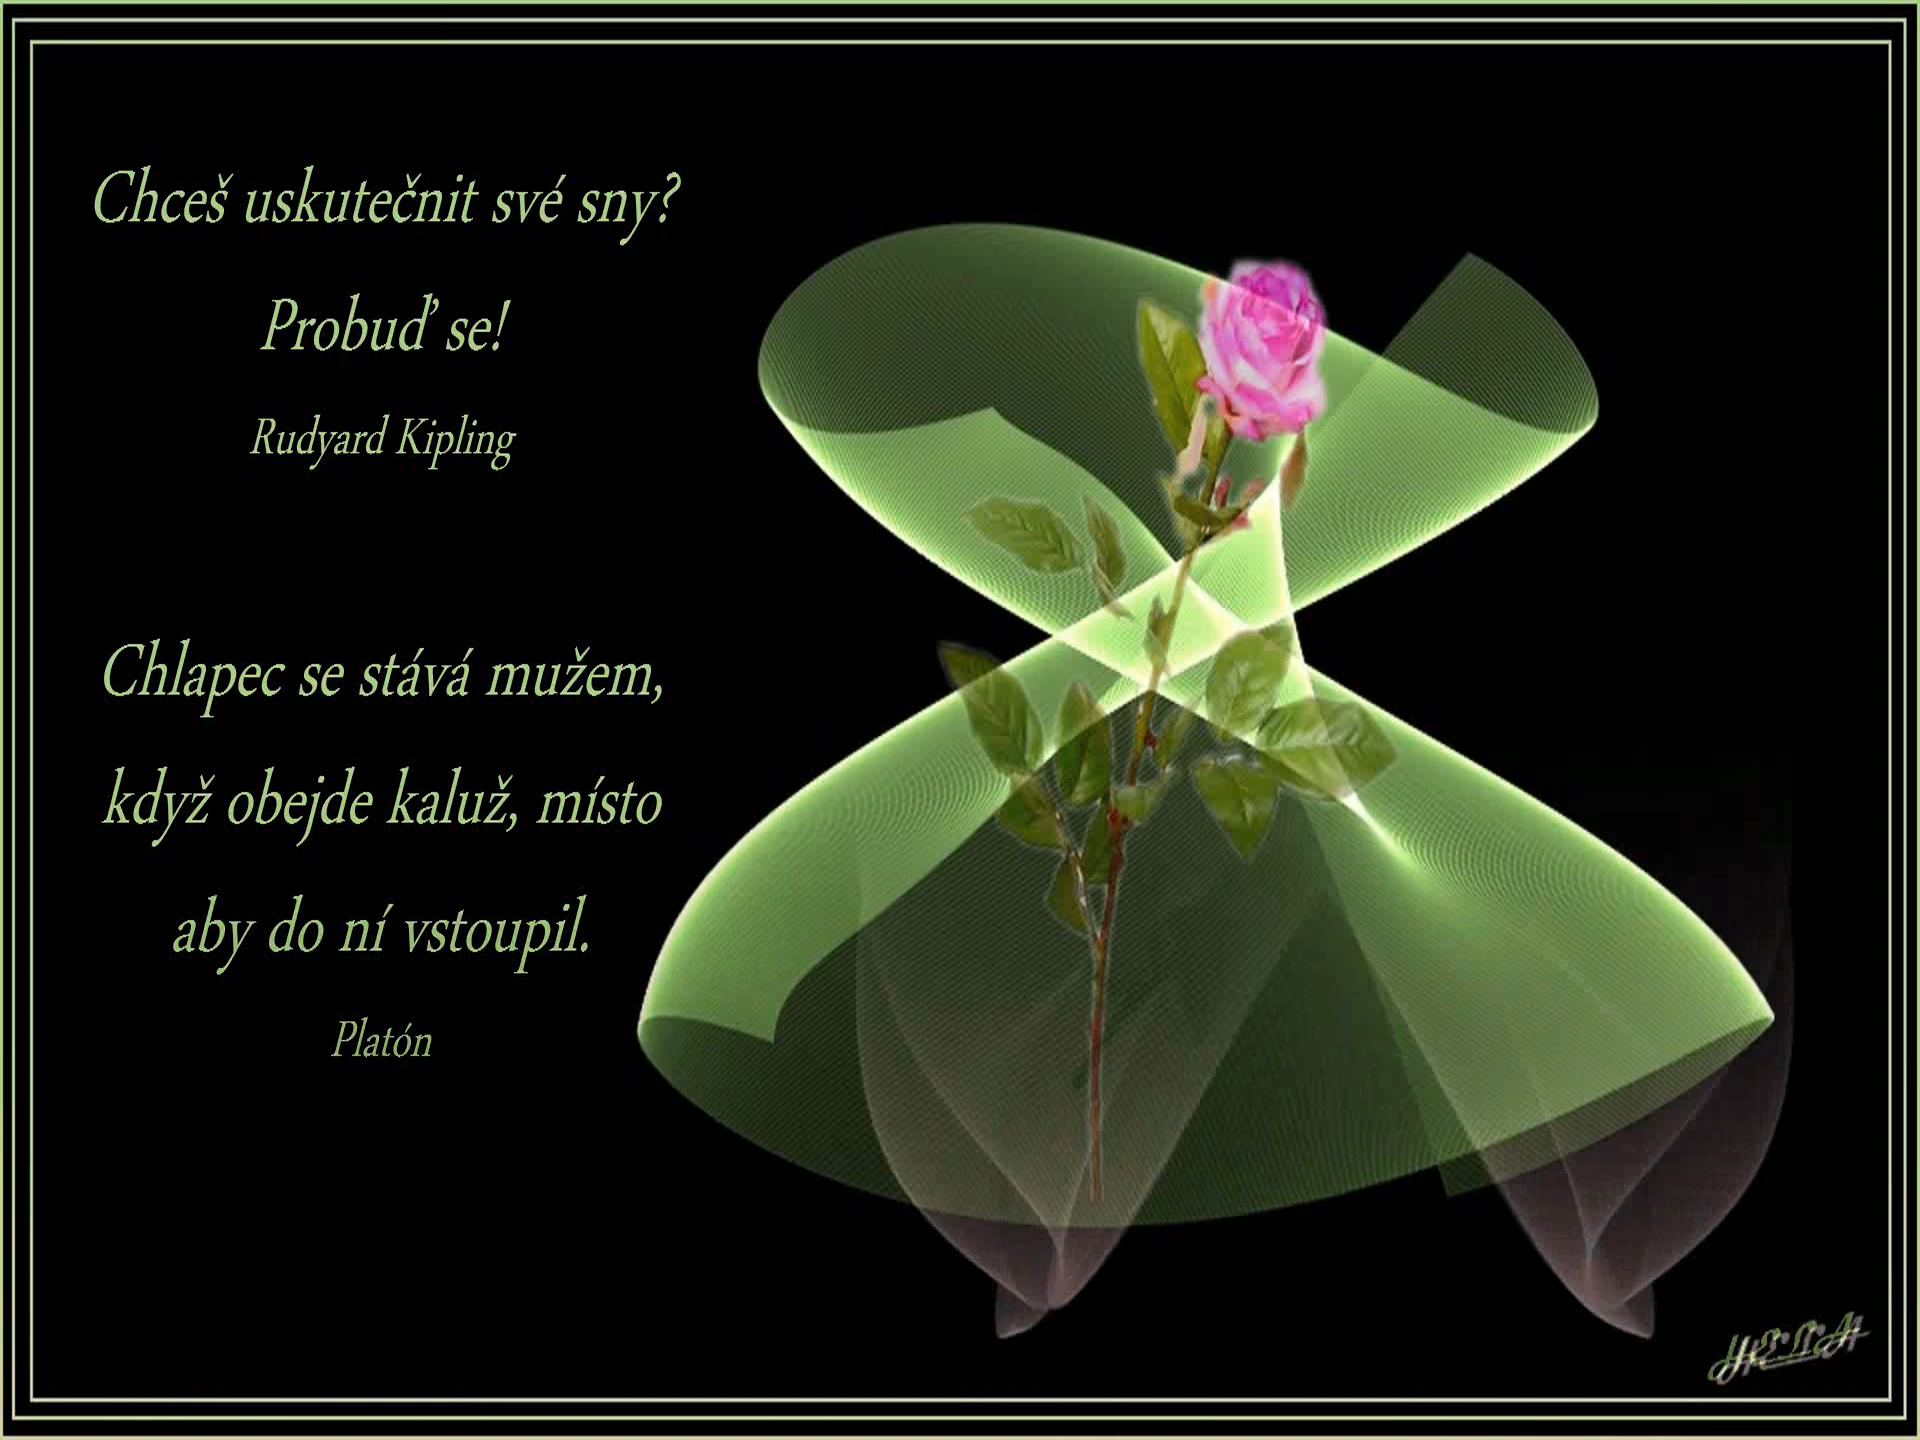 Chceš uskutečnit své sny?
Probuď se!
Rudyard Kipling
Chlapec se stává mužem,
když obejde kaluž, místo
aby do ní vstoupil.
Platón